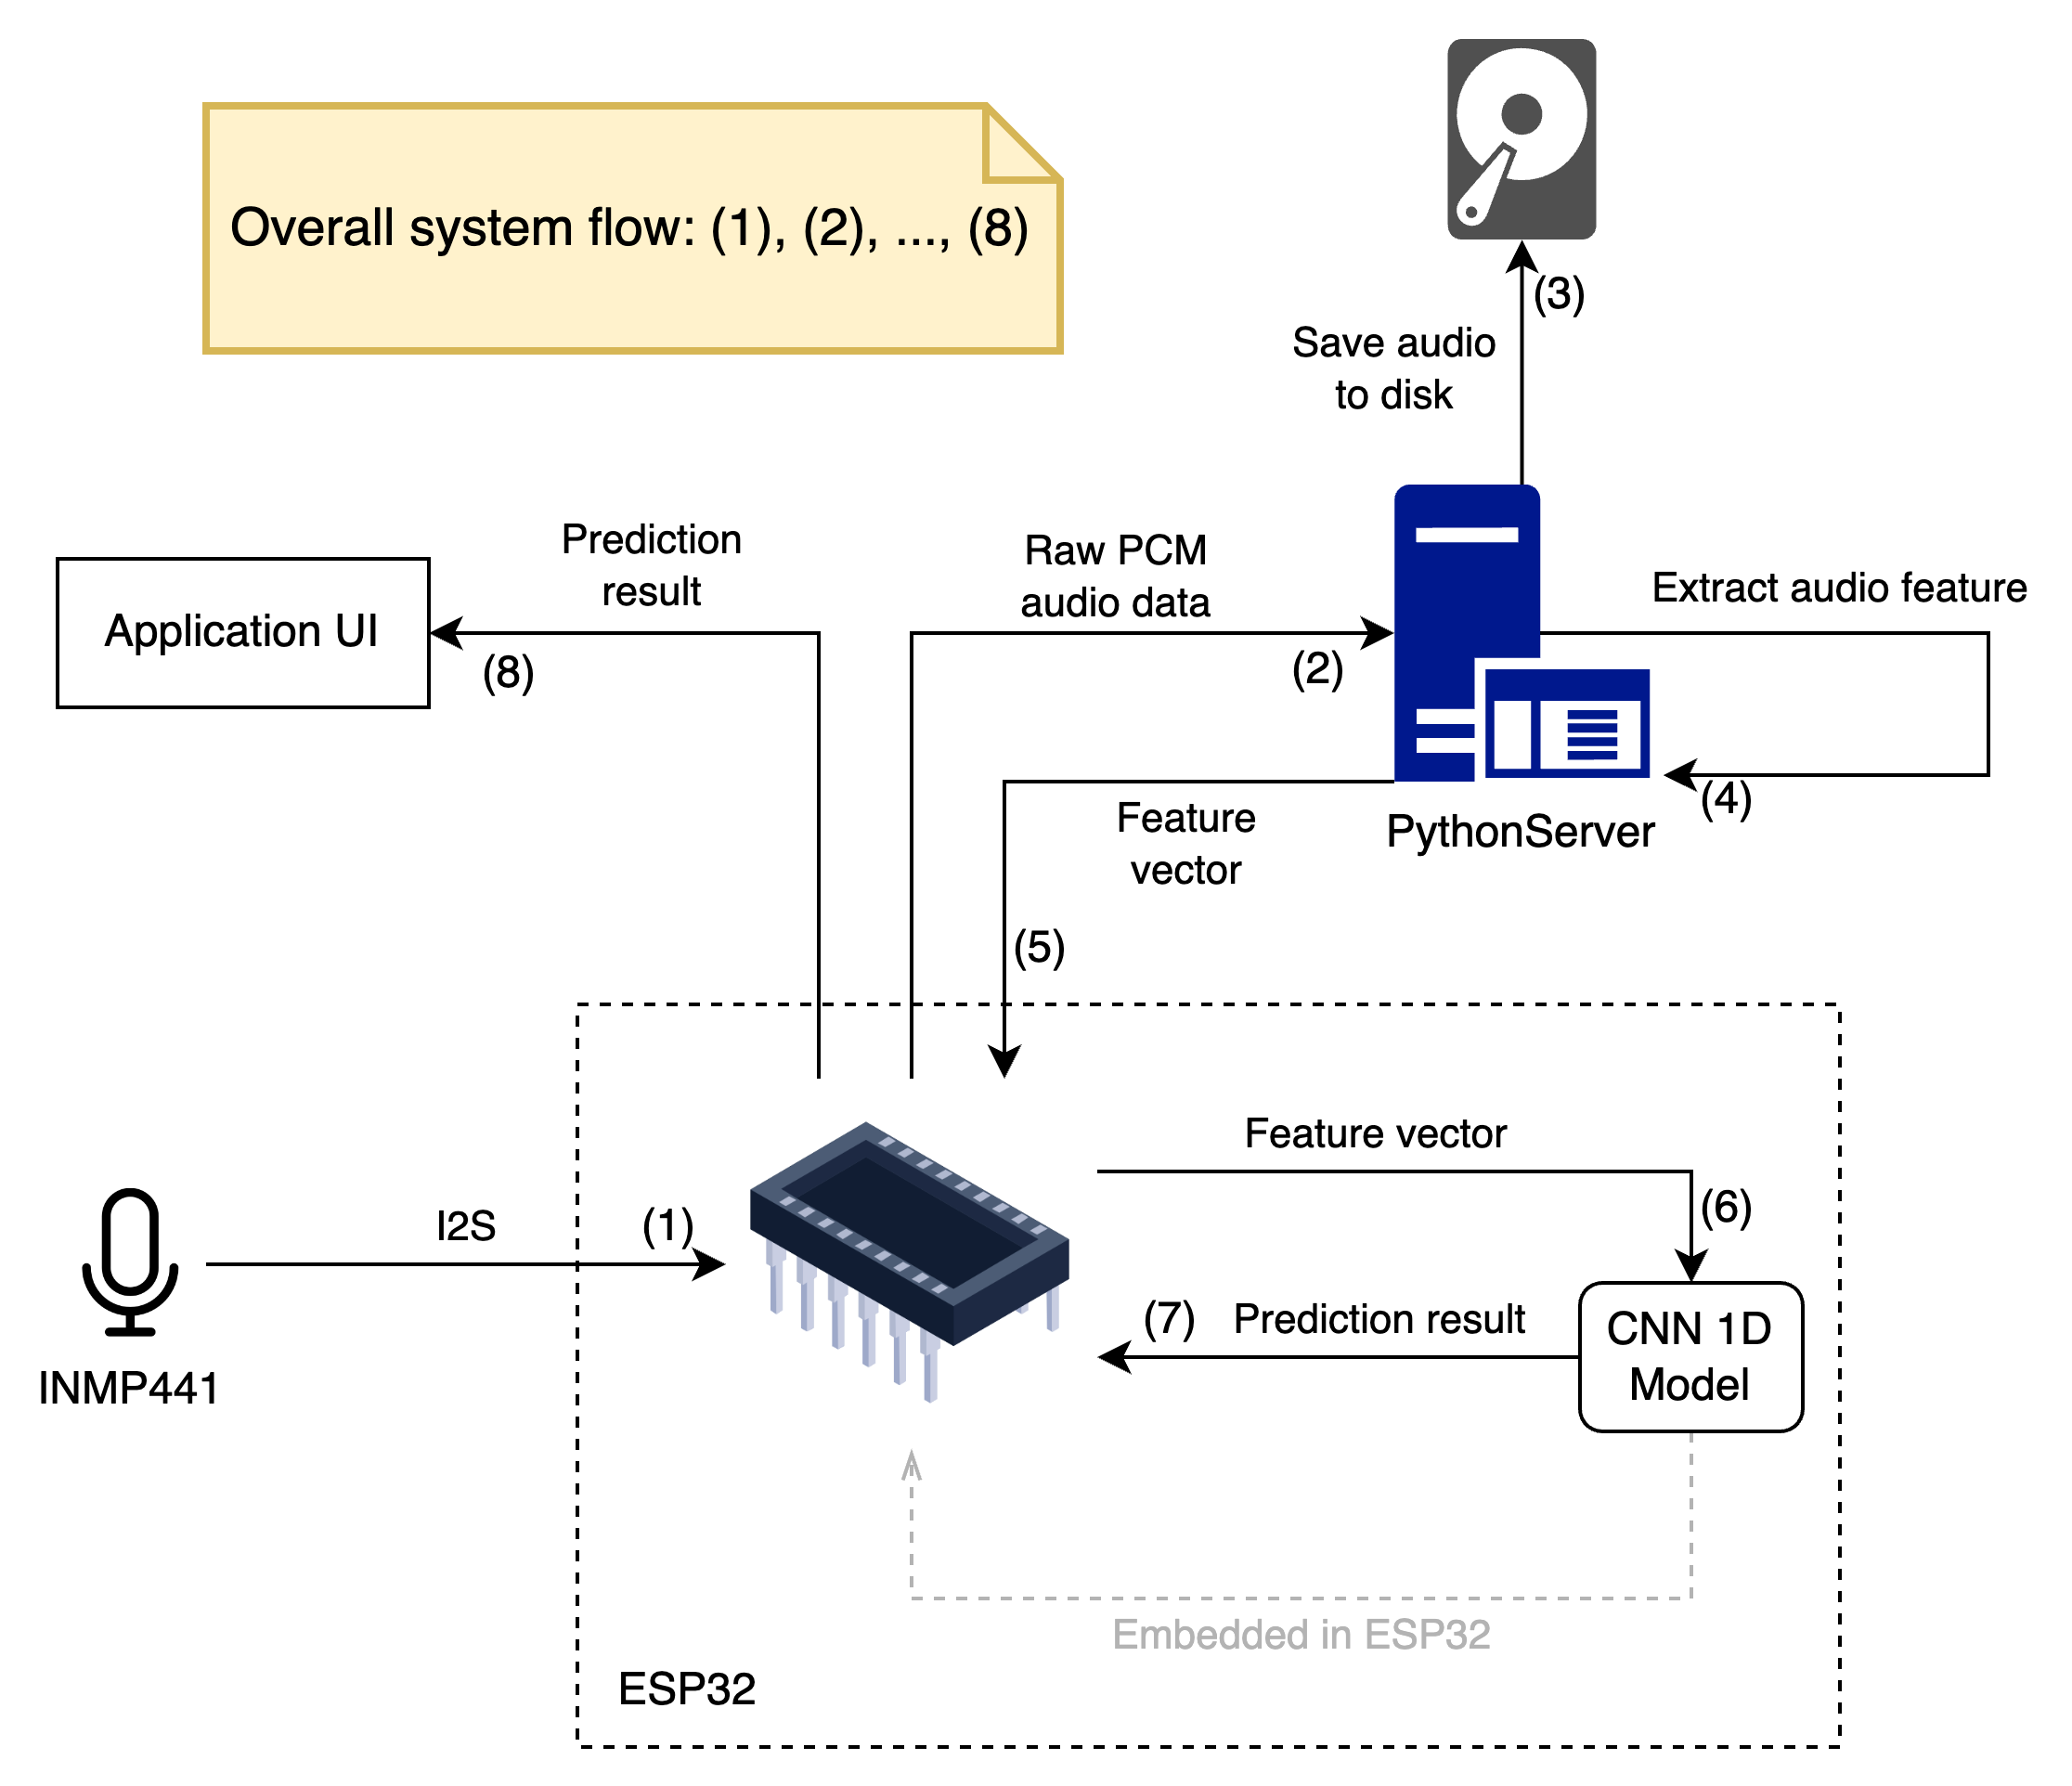 Overall system flow: (1), (2), ..., (8)
(3)
Save audio
to disk
Prediction
result
Raw PCM
audio data
Extract audio feature
Application UI
(8)
(2)
(4)
PythonServer
Feature
vector
(5)
Feature vector
(6)
I2S
(1)
(7)
Prediction result
CNN 1D
Model
INMP441
Embedded in ESP32
ESP32